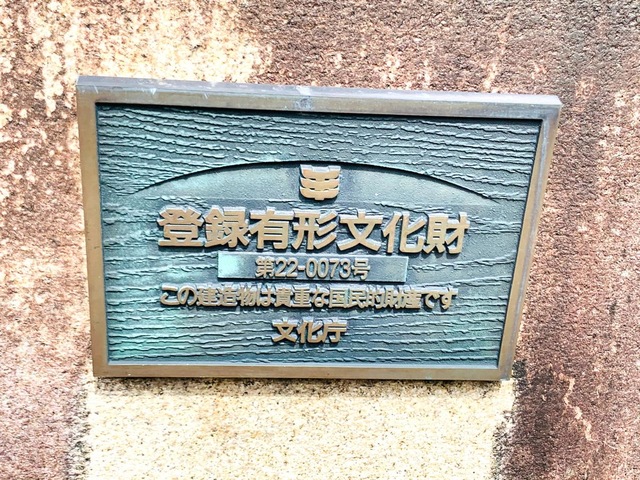 登録有形文化財
第22-0073号
この建造物は貴重な国民的財産です
文化庁